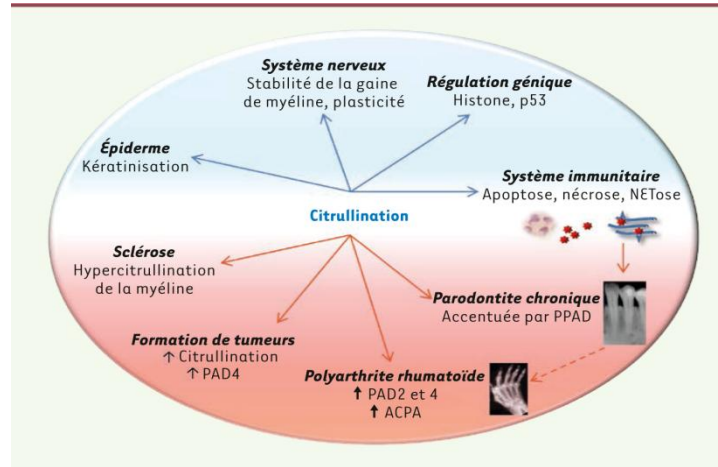 Système nerveux
Stabilité de la gaine
de myéline, plasticité
Régulation génique
Histone, p53
Épiderme
Kératinisation
Système immunitaire
Apoptose, nécrose, NETose
Citrullination
Sclérose
Hypercitrullination
de la myéline
Parodontite chronique
Accentuée par PPAD
Formation de tumeurs
↑ Citrullination
↑ PAD4
Polyarthrite rhumatoïde
↑ PAD2 et 4
↑ ACPA